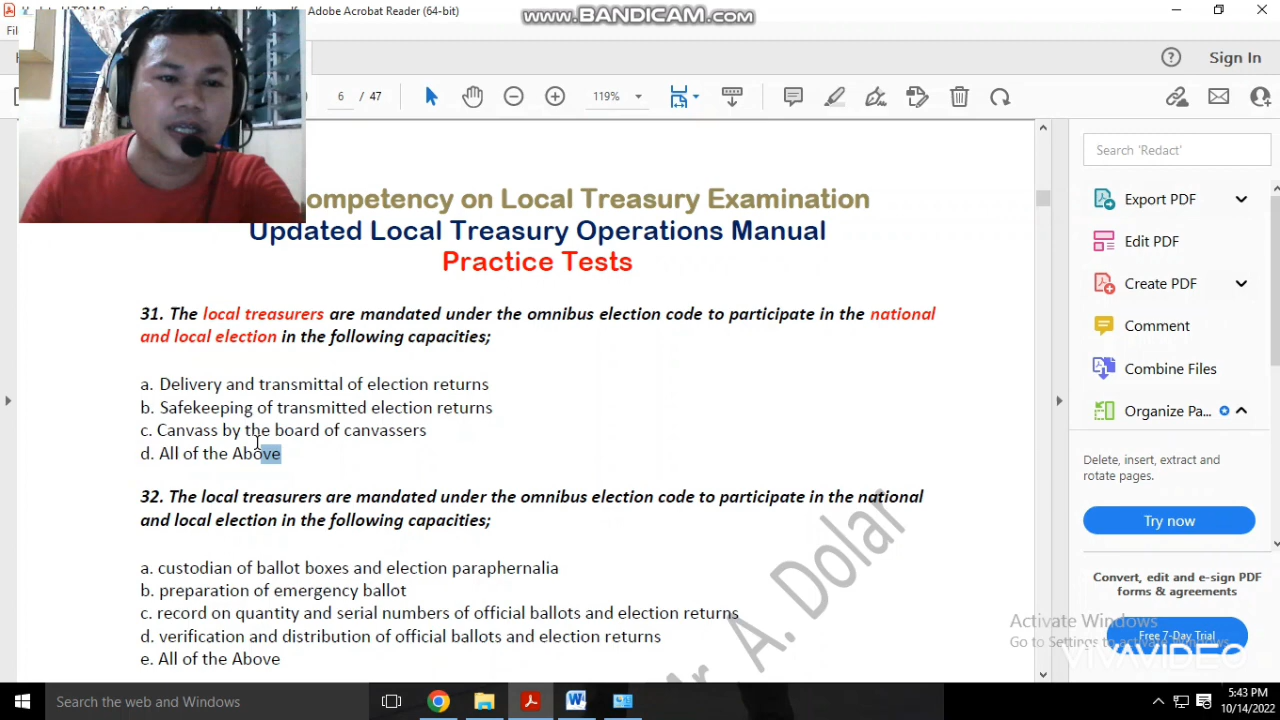 Adobe Acrobat Reader (64-bit)
WWW.BANDICAM.COM
Sign In
6 / 47
119%
Search 'Redact'
ompetency on Local Treasury Examination
Updated Local Treasury Operations Manual
Practice Tests
31. The local treasurers are mandated under the omnibus election code to participate in the national
and local election in the following capacities;
a. Delivery and transmittal of election returns
b. Safekeeping of transmitted election returns
c. Canvass by the board of canvassers
d. All of the Above
32. The local treasurers are mandated under the omnibus election code to participate in the national
and local election in the following capacities;
a. custodian of ballot boxes and election paraphernalia
b. preparation of emergency ballot
c. record on quantity and serial numbers of official ballots and election returns
d. verification and distribution of official ballots and election returns
e. All of the Above
Mr. A. Dolar
Export PDF
Edit PDF
Create PDF
Comment
Combine Files
Organize Pa...
Delete, insert, extract and
rotate pages.
Try now
Convert, edit and e-sign PDF
forms & agreements
Activate Windows
Go to Settings to activate Windows.
Free 7-Day Trial
VIVAVIDEO
Search the web and Windows
5:43 PM
10/14/2022